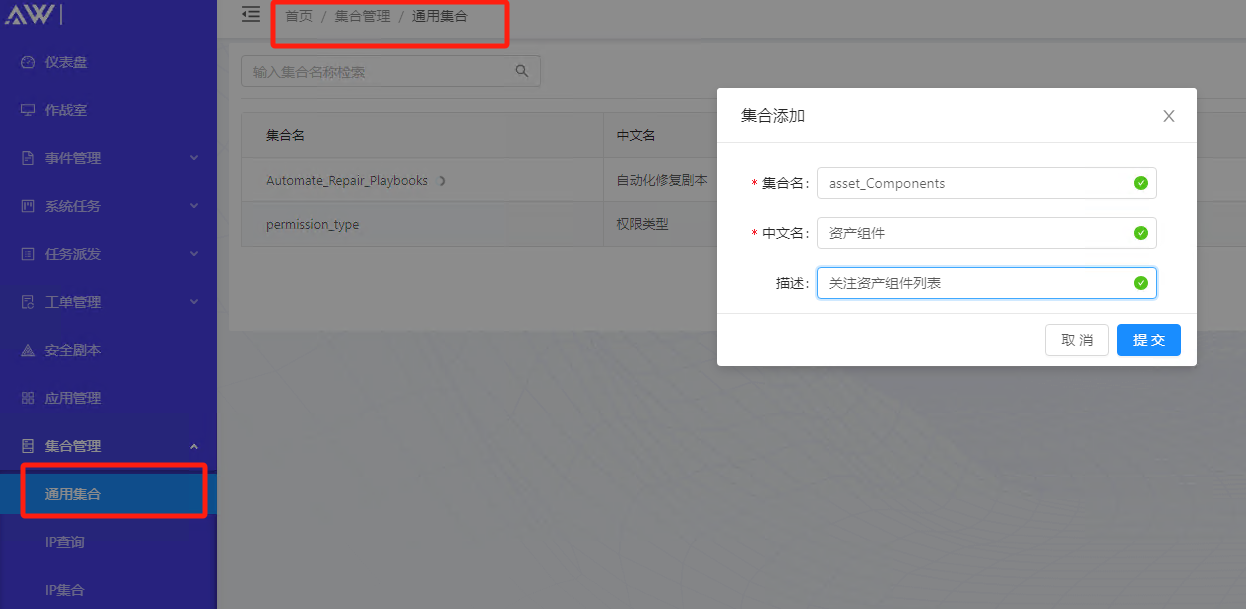 AW
首页 / 集合管理 / 通用集合
仪表盘
作战室
事件管理
系统任务
任务派发
工单管理
安全剧本
应用管理
集合管理
通用集合
IP查询
IP集合
输入集合名称检索
集合名 中文名
Automate_Repair_Playbooks 自动化修复剧本
permission_type 权限类型
集合添加
* 集合名: asset_Components
* 中文名: 资产组件
描述: 关注资产组件列表
取 消 提 交